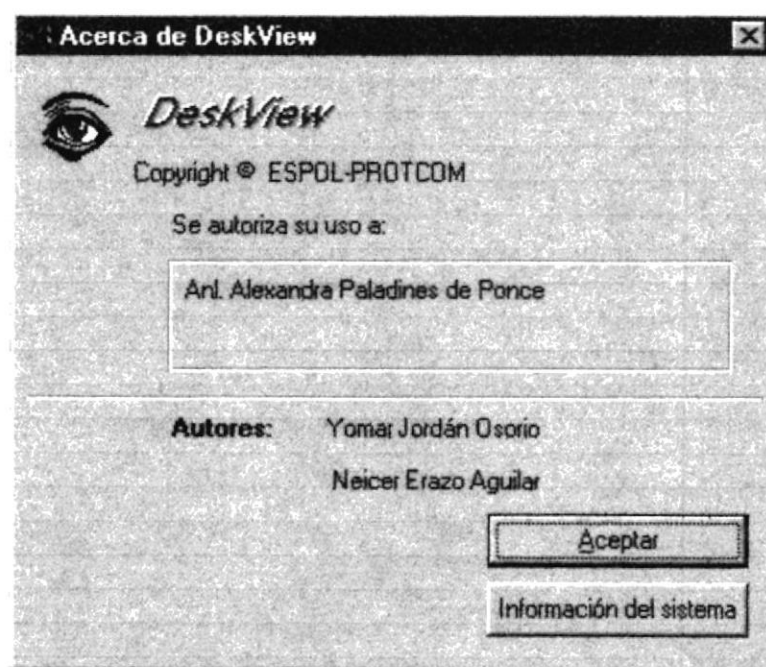 Acerca de DeskView
DeskView
Copyright © ESPOL-PROTCOM
Se autoriza su uso a:
Anl. Alexandra Paladines de Ponce
Autores: Yomar Jordán Osorio
Neicer Erazo Aguilar
Aceptar
Información del sistema